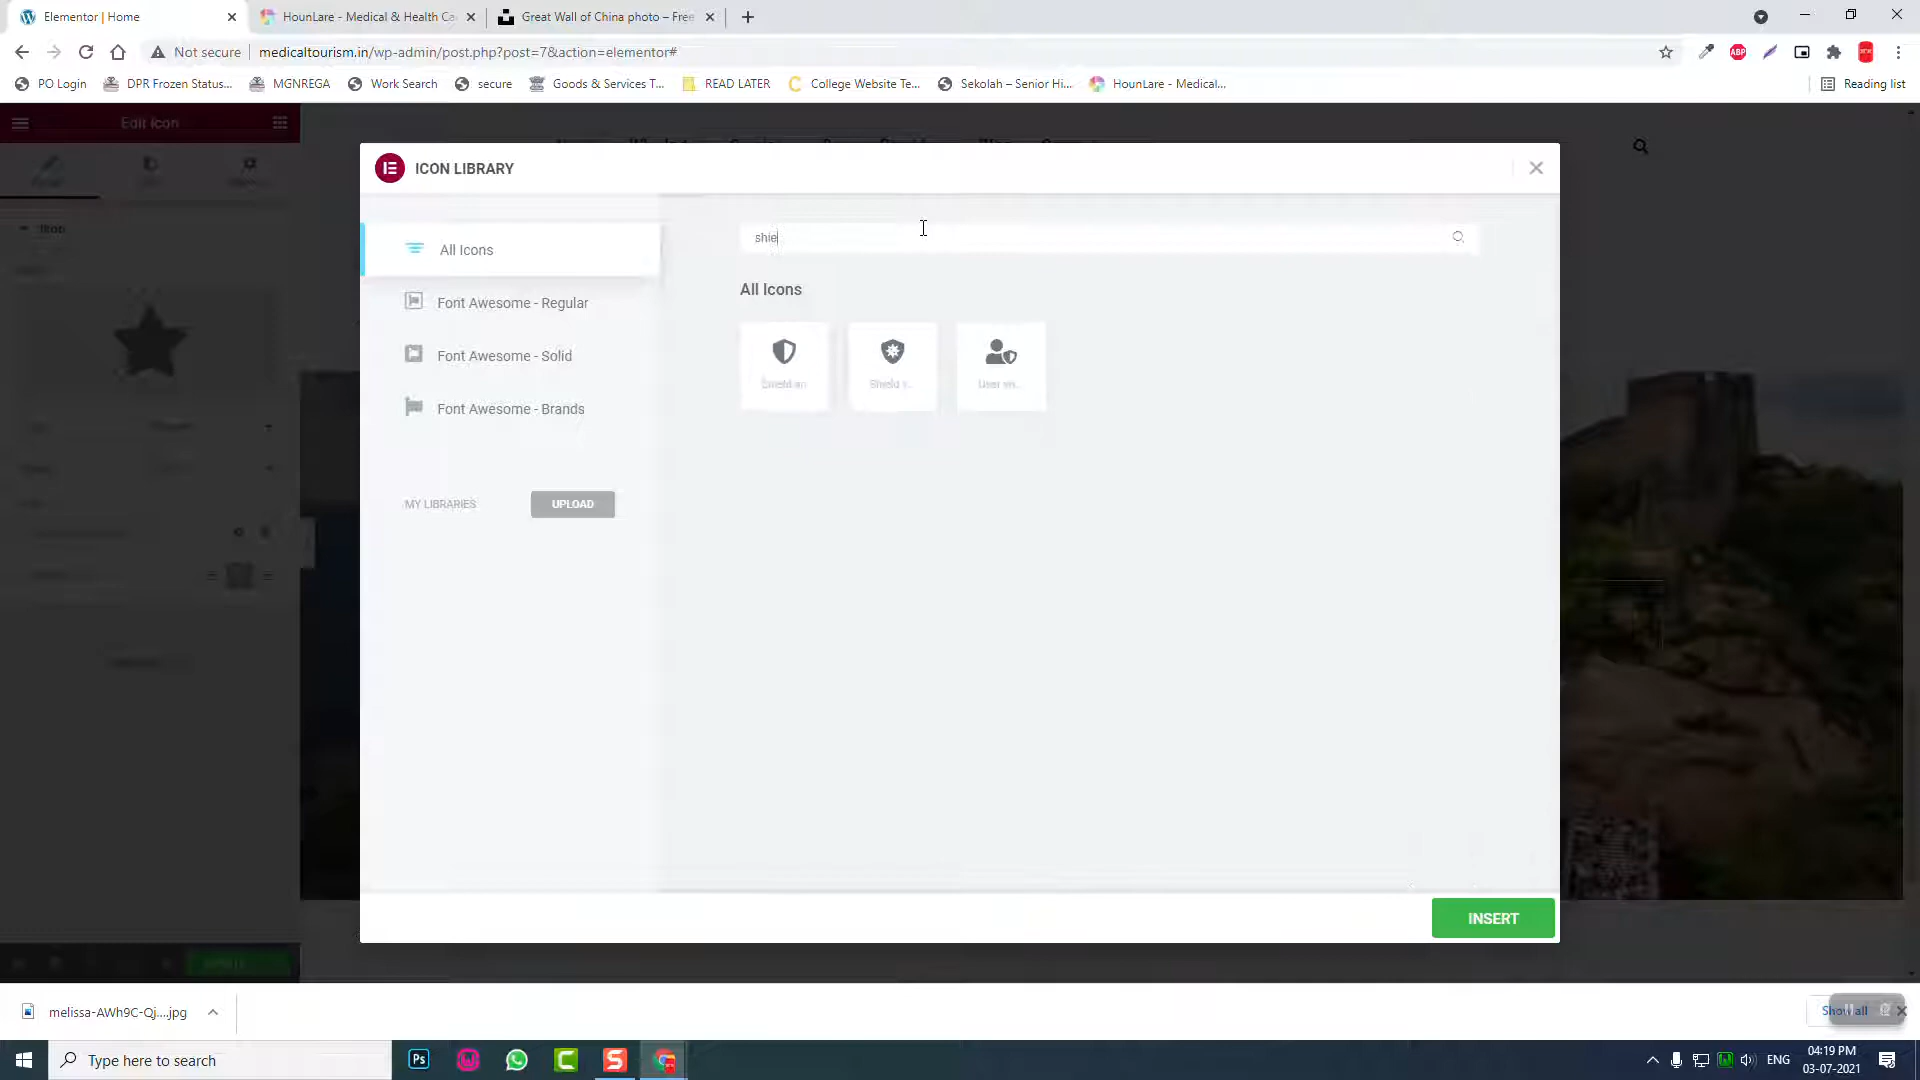 Elementor | Home
HounLare - Medical & Health Ca
Great Wall of China photo – Free
Not secure
medicaltourism.in/wp-admin/post.php?post=7&action=elementor#
PO Login
DPR Frozen Status...
MGNREGA
Work Search
secure
Goods & Services T...
READ LATER
College Website Te...
Sekolah – Senior Hi...
HounLare - Medical...
Reading list
Edit Icon
Icon
ICON LIBRARY
All Icons
Font Awesome - Regular
Font Awesome - Solid
Font Awesome - Brands
MY LIBRARIES
UPLOAD
shie
All Icons
INSERT
melissa-AWh9C-Qj....jpg
Show all
Type here to search
Ps
ENG
04:19 PM
03-07-2021